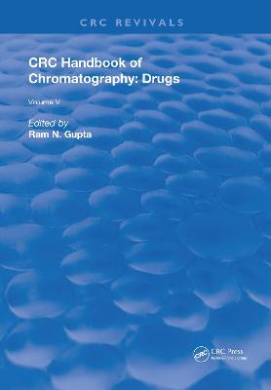 CRC REVIVALS
CRC Handbook of
Chromatography: Drugs
Volume V
Edited by
Ram N. Gupta
CRC Press